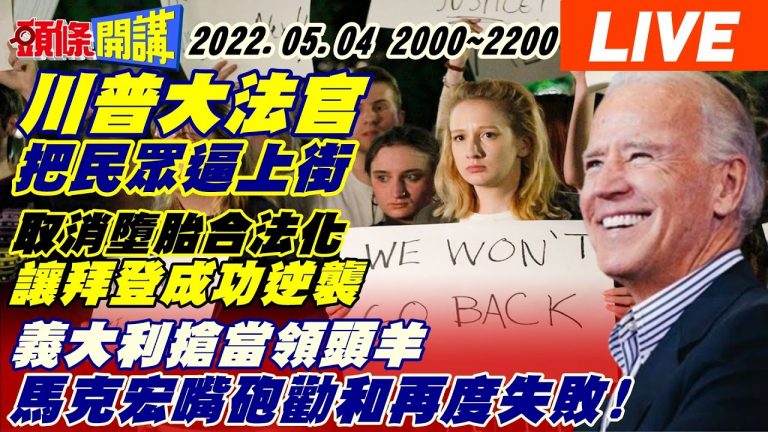 頭條開講 2022.05.04 2000~2200 LIVE
JUSTICE
川普大法官
把民眾逼上街
取消墮胎合法化
讓拜登成功逆襲
WE WON'T
GO BACK
義大利搶當領頭羊
馬克宏嘴砲勸和再度失敗!